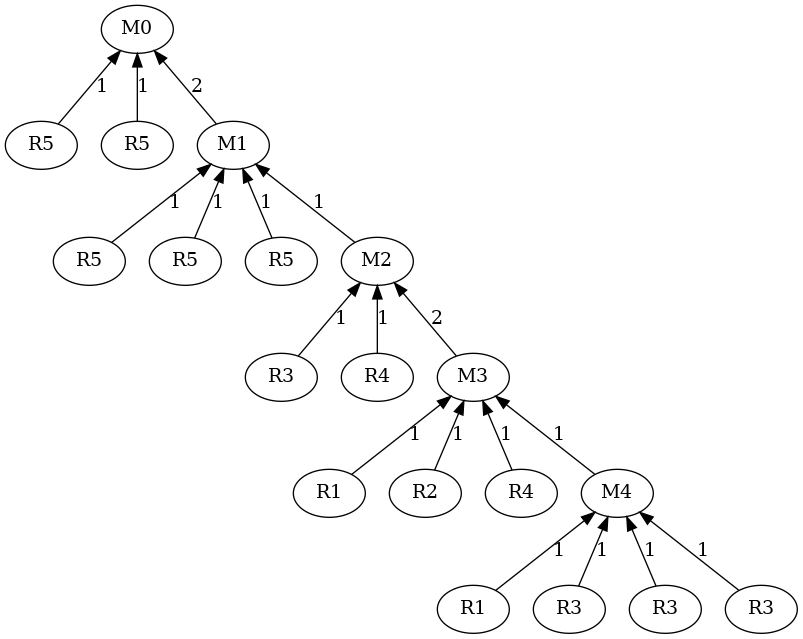 M0
1 1 2
R5 R5 M1
1 1 1 1
R5 R5 R5 M2
1 1 2
R3 R4 M3
1 1 1 1
R1 R2 R4 M4
1 1 1 1
R1 R3 R3 R3